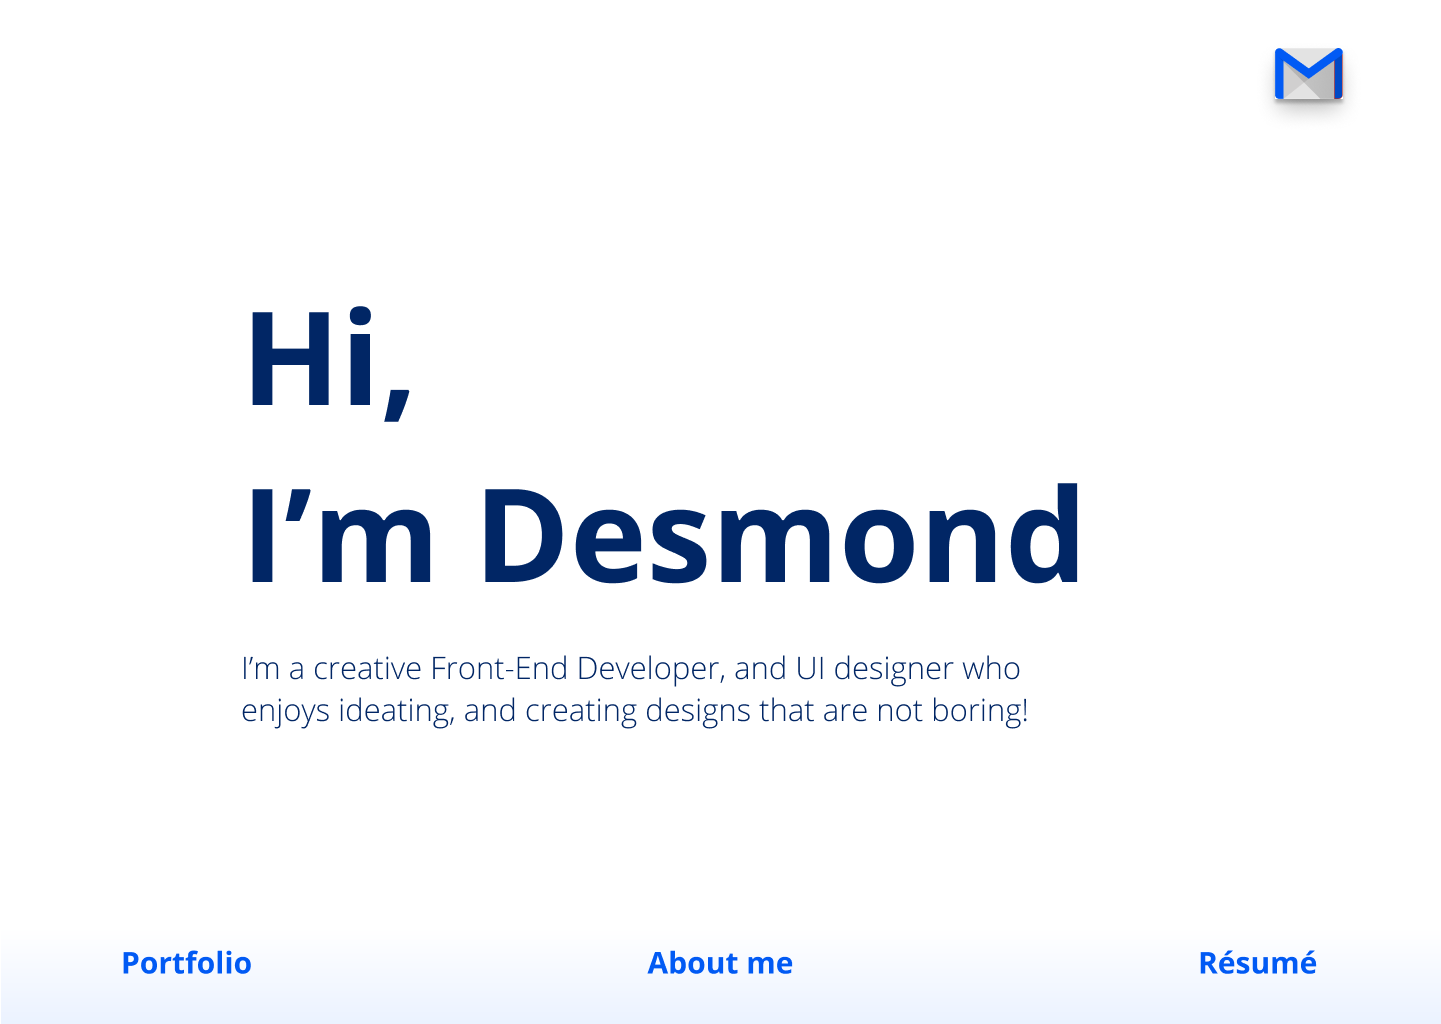 Hi,
I’m Desmond
I’m a creative Front-End Developer, and UI designer who
enjoys ideating, and creating designs that are not boring!
Portfolio About me Résumé